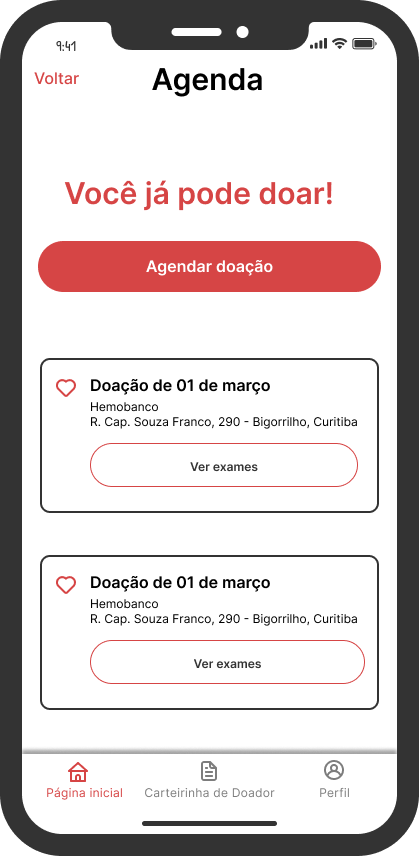 9:41
Voltar
Agenda
Você já pode doar!
Agendar doação
Doação de 01 de março
Hemobanco
R. Cap. Souza Franco, 290 - Bigorrilho, Curitiba
Ver exames
Doação de 01 de março
Hemobanco
R. Cap. Souza Franco, 290 - Bigorrilho, Curitiba
Ver exames
Página inicial
Carteirinha de Doador
Perfil